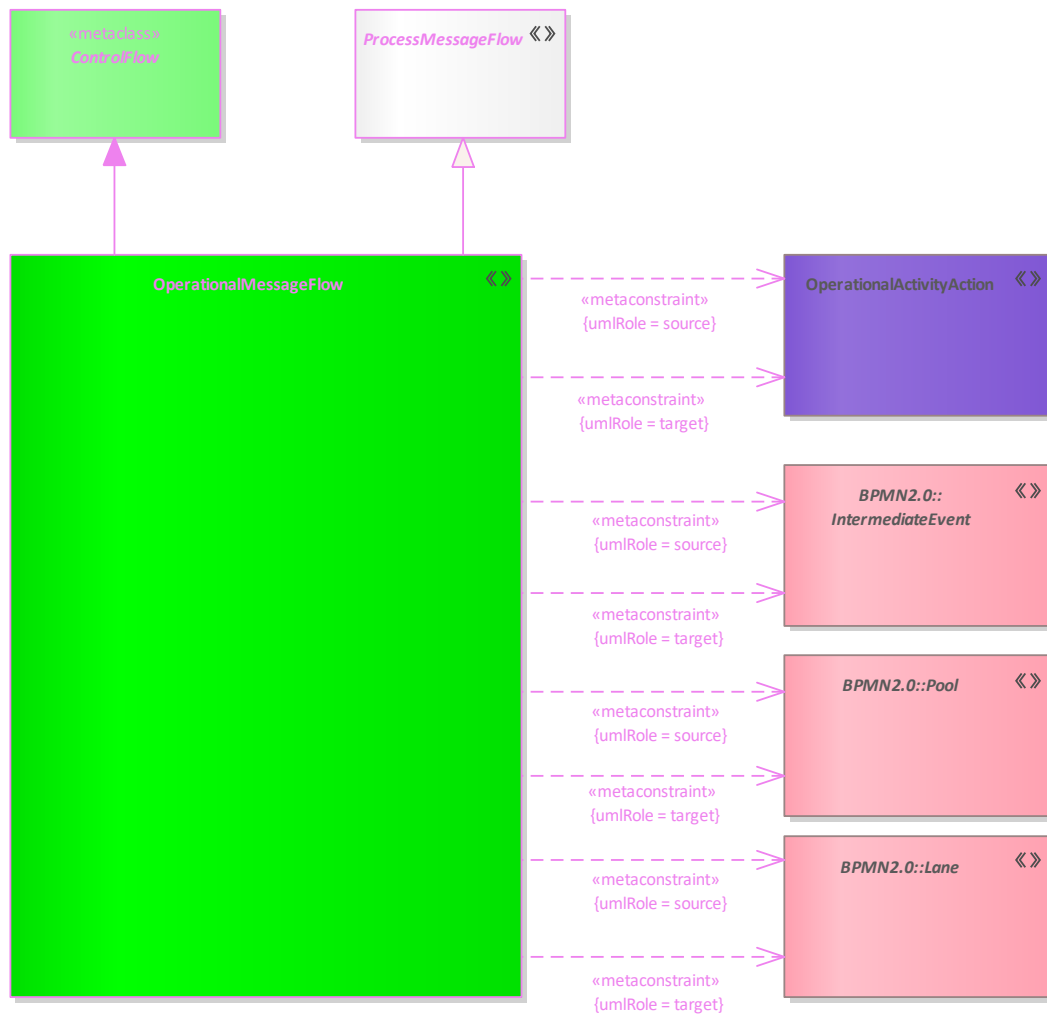 «metaclass»
ControlFlow
ProcessMessageFlow
OperationalMessageFlow
«metaconstraint»
{umlRole = source}
«metaconstraint»
{umlRole = target}
OperationalActivityAction
«metaconstraint»
{umlRole = source}
«metaconstraint»
{umlRole = target}
BPMN2.0::
IntermediateEvent
«metaconstraint»
{umlRole = source}
«metaconstraint»
{umlRole = target}
BPMN2.0::Pool
«metaconstraint»
{umlRole = source}
«metaconstraint»
{umlRole = target}
BPMN2.0::Lane